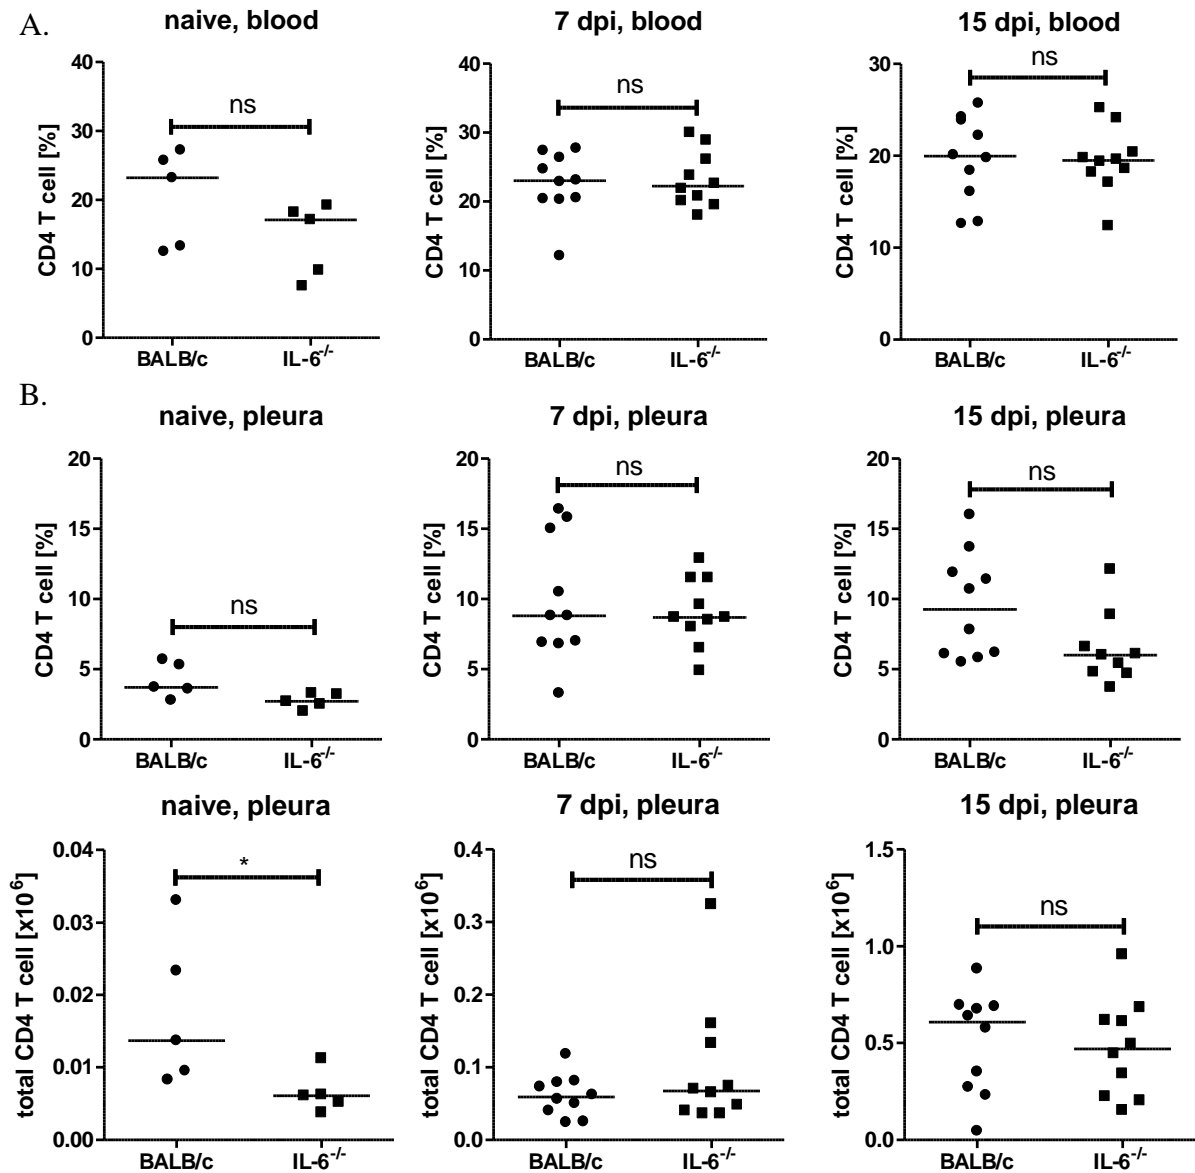 A.
naive, blood
7 dpi, blood
15 dpi, blood
CD4 T cell [%]
40
30
20
10
0
ns
BALB/c
IL-6-/-
CD4 T cell [%]
40
30
20
10
0
ns
BALB/c
IL-6-/-
CD4 T cell [%]
30
20
10
0
ns
BALB/c
IL-6-/-
B.
naive, pleura
7 dpi, pleura
15 dpi, pleura
CD4 T cell [%]
20
15
10
5
0
ns
BALB/c
IL-6-/-
CD4 T cell [%]
20
15
10
5
0
ns
BALB/c
IL-6-/-
CD4 T cell [%]
20
15
10
5
0
ns
BALB/c
IL-6-/-
naive, pleura
7 dpi, pleura
15 dpi, pleura
total CD4 T cell [x10^6]
0.04
0.03
0.02
0.01
0.00
*
BALB/c
IL-6-/-
total CD4 T cell [x10^6]
0.4
0.3
0.2
0.1
0.0
ns
BALB/c
IL-6-/-
total CD4 T cell [x10^6]
1.5
1.0
0.5
0.0
ns
BALB/c
IL-6-/-